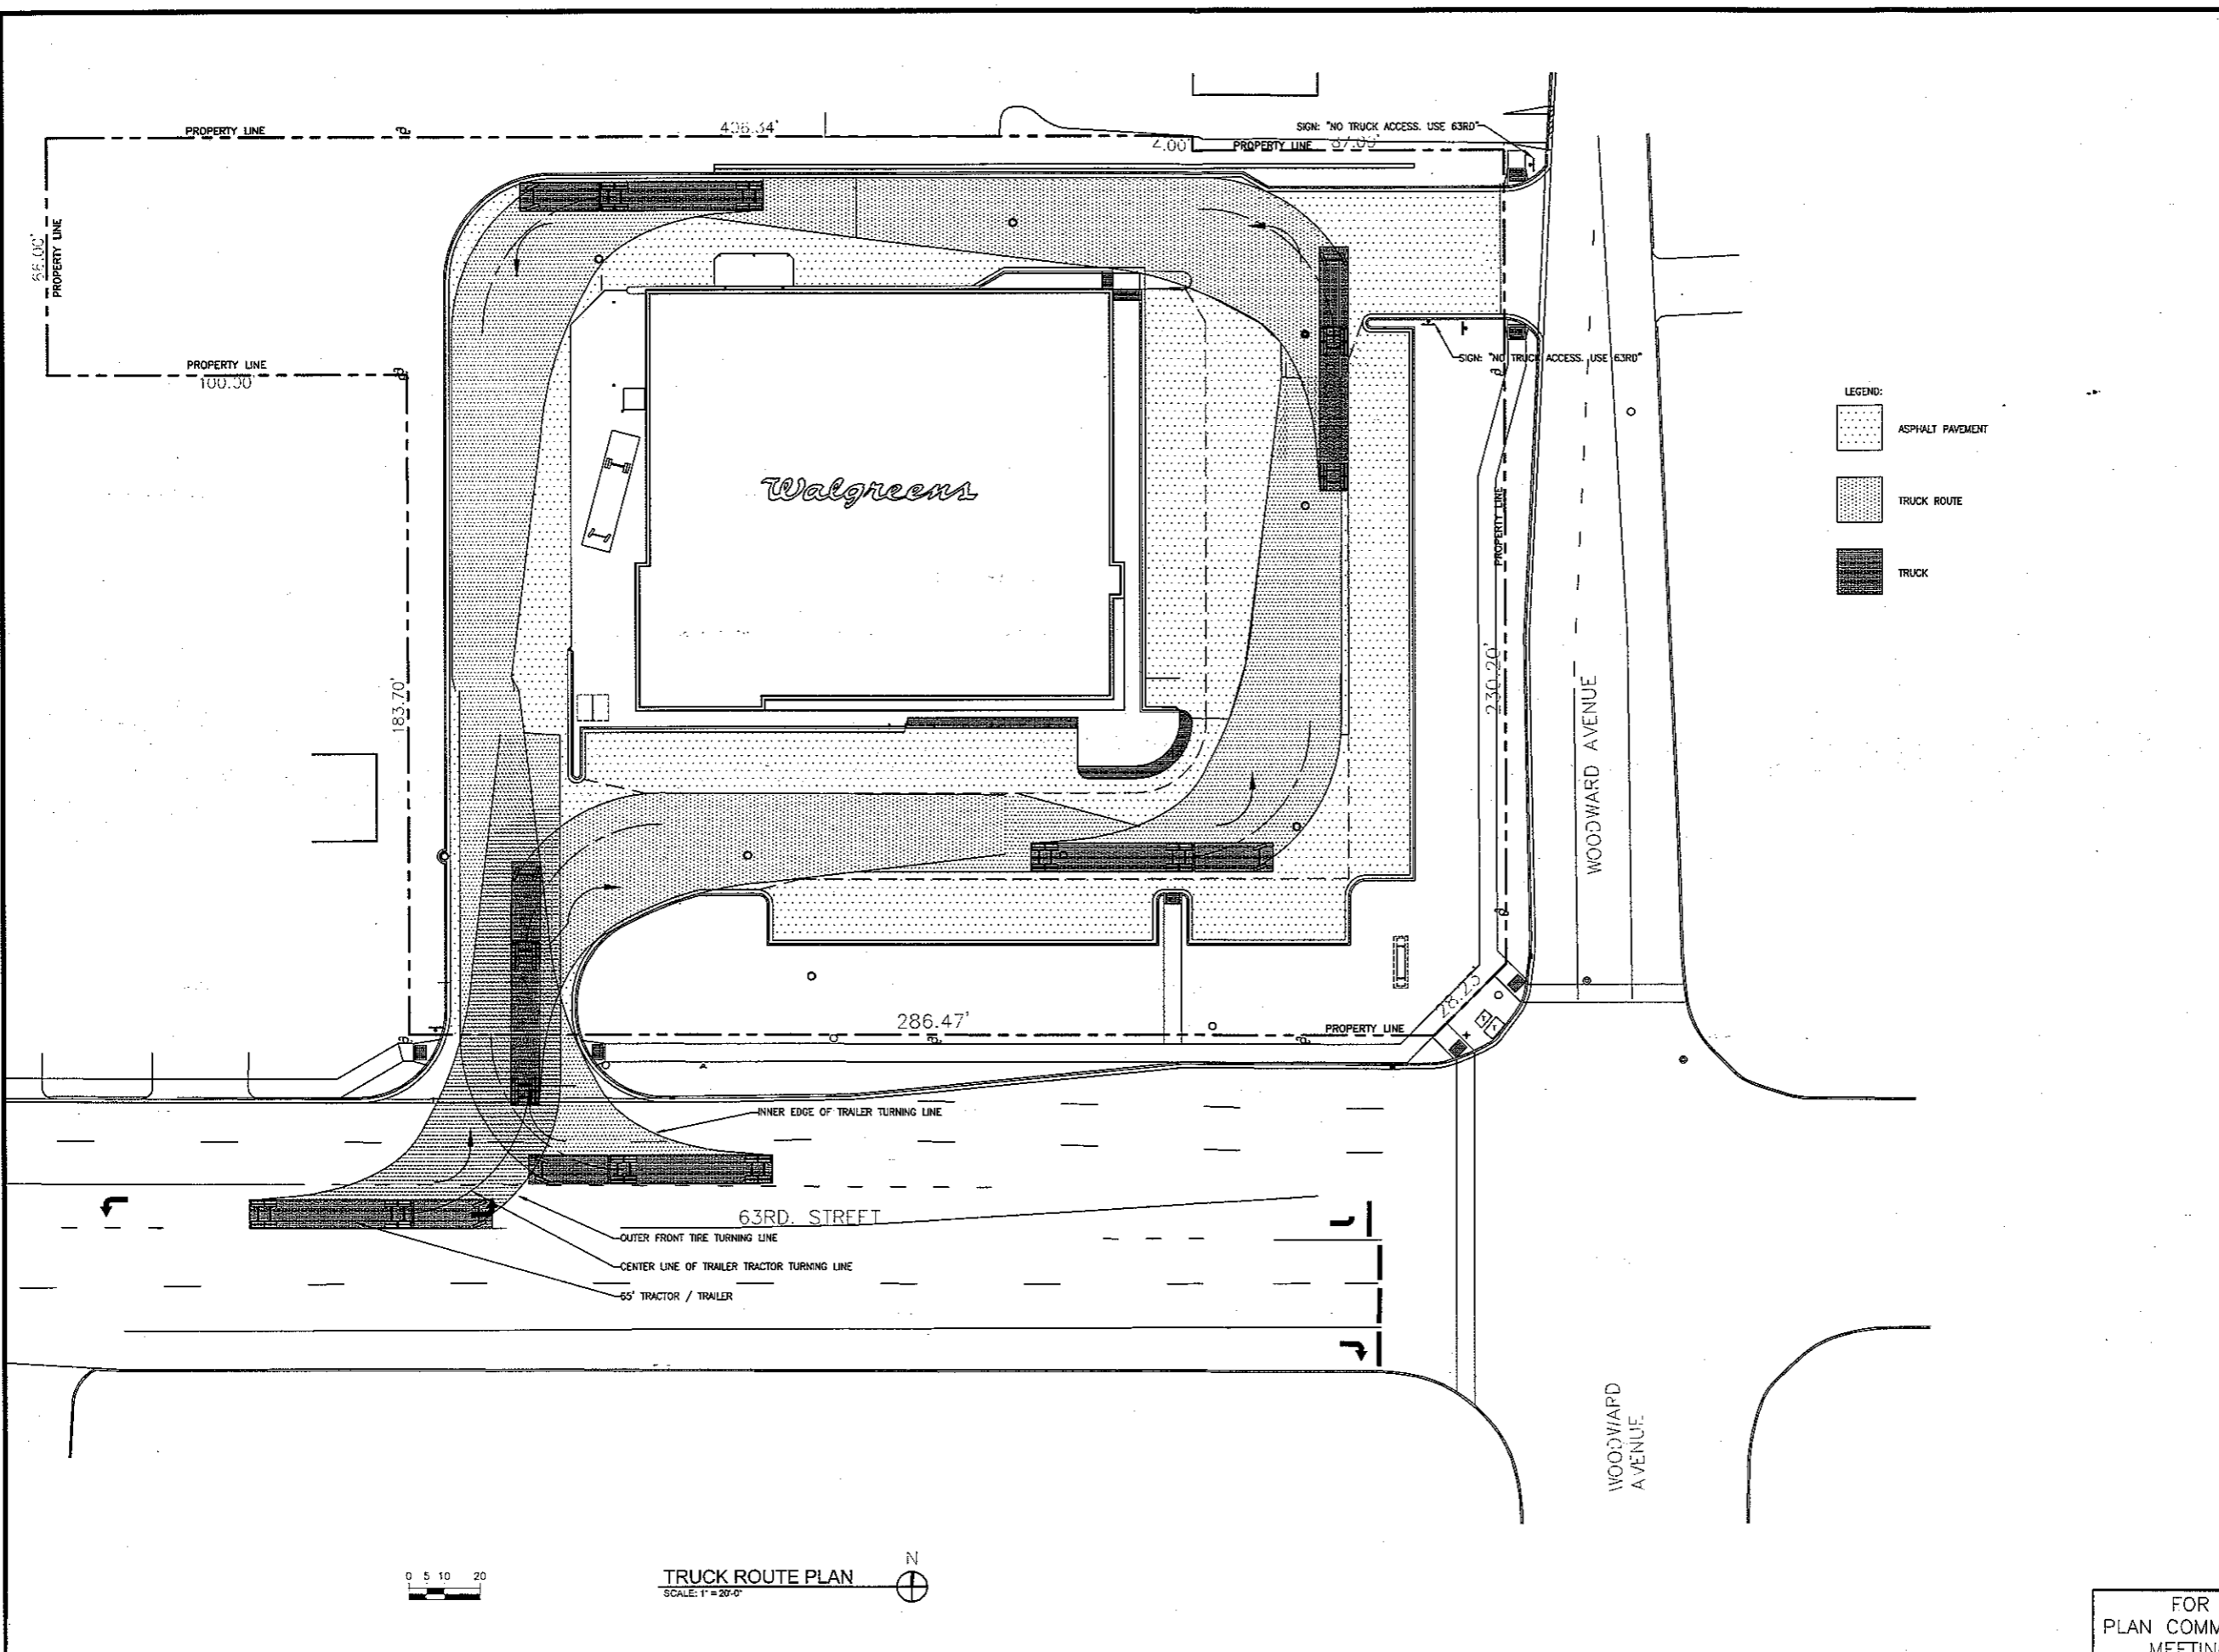 PROPERTY LINE
406.34'
SIGN: "NO TRUCK ACCESS. USE 63RD"
2.00'
PROPERTY LINE
PROPERTY LINE
PROPERTY LINE
100.00
SIGN: "NO TRUCK ACCESS. USE 63RD"
LEGEND:
ASPHALT PAVEMENT
TRUCK ROUTE
TRUCK
Walgreens
PROPERTY LINE
183.70'
230.20'
WOODWARD AVENUE
286.47'
28.23'
PROPERTY LINE
INNER EDGE OF TRAILER TURNING LINE
63RD. STREET
OUTER FRONT TIRE TURNING LINE
CENTER LINE OF TRAILER TRACTOR TURNING LINE
65' TRACTOR / TRAILER
WOODWARD
AVENUE
0 5 10 20
TRUCK ROUTE PLAN
SCALE: 1" = 20'-0"
N
FOR
PLAN COMM
MEETING